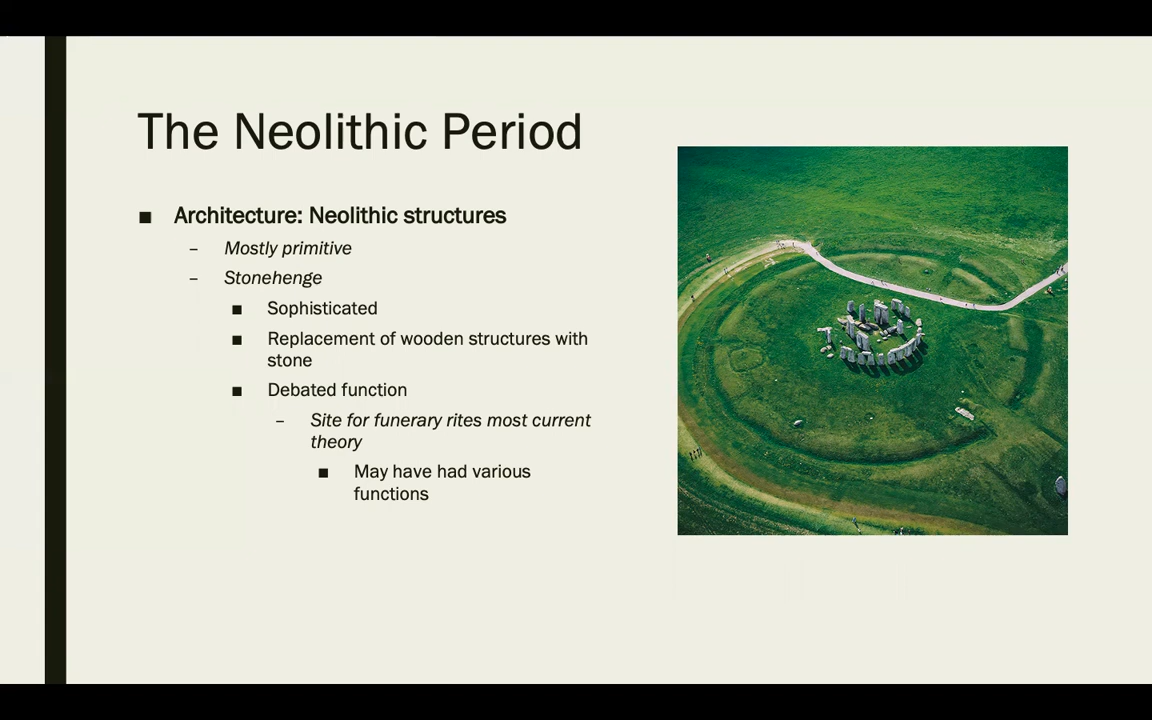 The Neolithic Period
■ Architecture: Neolithic structures
– Mostly primitive
– Stonehenge
■ Sophisticated
■ Replacement of wooden structures with
stone
■ Debated function
– Site for funerary rites most current
theory
■ May have had various
functions